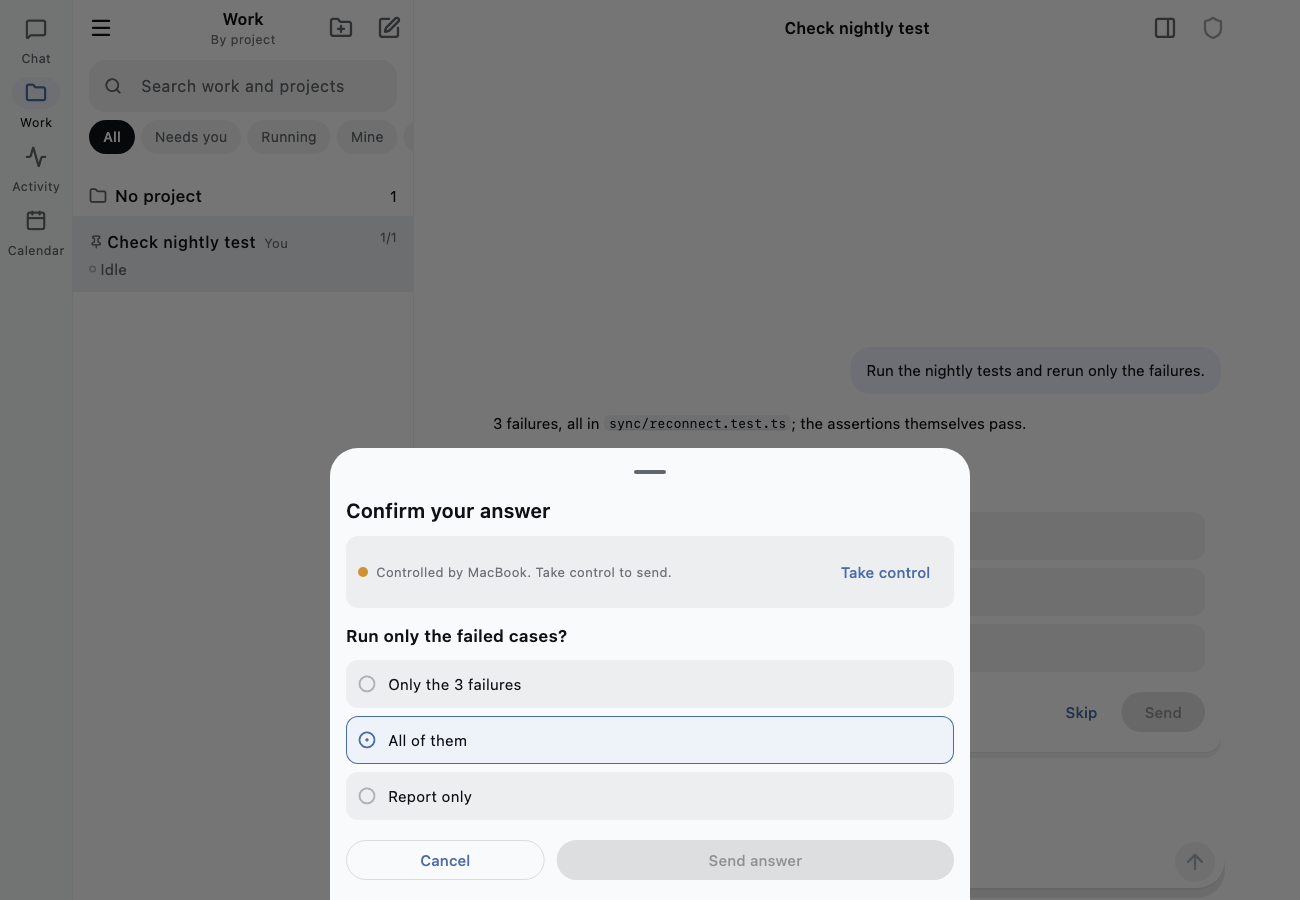 Chat
Work
Activity
Calendar
Work
By project
Search work and projects
All
Needs you
Running
Mine
No project
1
Check nightly test You
1/1
Idle
Check nightly test
Run the nightly tests and rerun only the failures.
3 failures, all in sync/reconnect.test.ts; the assertions themselves pass.
Skip
Send
Confirm your answer
Controlled by MacBook. Take control to send.
Take control
Run only the failed cases?
Only the 3 failures
All of them
Report only
Cancel
Send answer